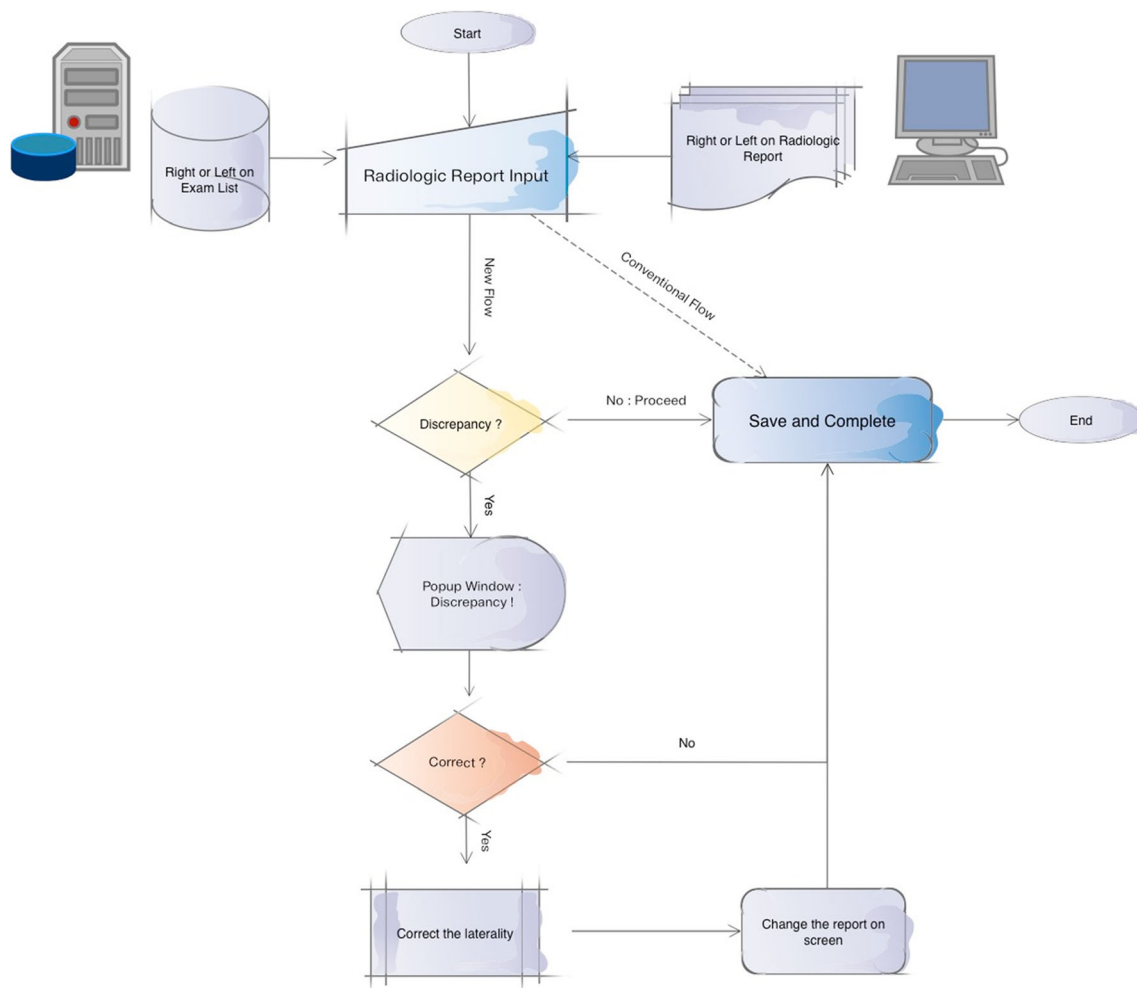 Start
Right or Left on
Exam List
Radiologic Report Input
Right or Left on Radiologic
Report
New Flow
Conventional Flow
Discrepancy ?
No : Proceed
Save and Complete
End
Yes
Popup Window :
Discrepancy !
Correct ?
No
Yes
Correct the laterality
Change the report on
screen